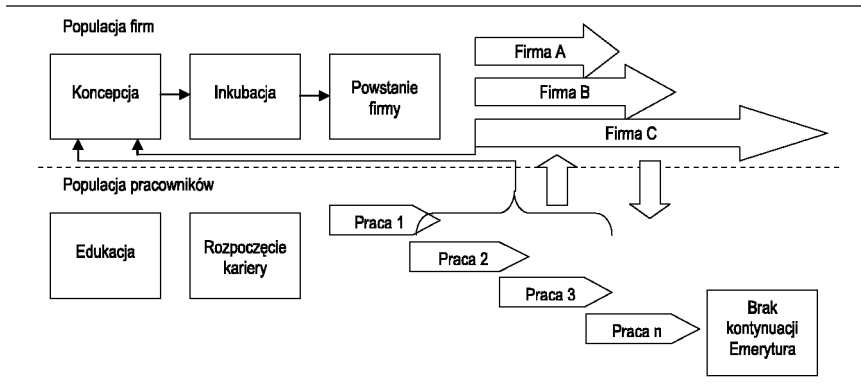 Populacja firm
Koncepcja
Inkubacja
Powstanie
firmy
Firma A
Firma B
Firma C
Populacja pracowników
Edukacja
Rozpoczęcie
kariery
Praca 1
Praca 2
Praca 3
Praca n
Brak
kontynuacji
Emerytura